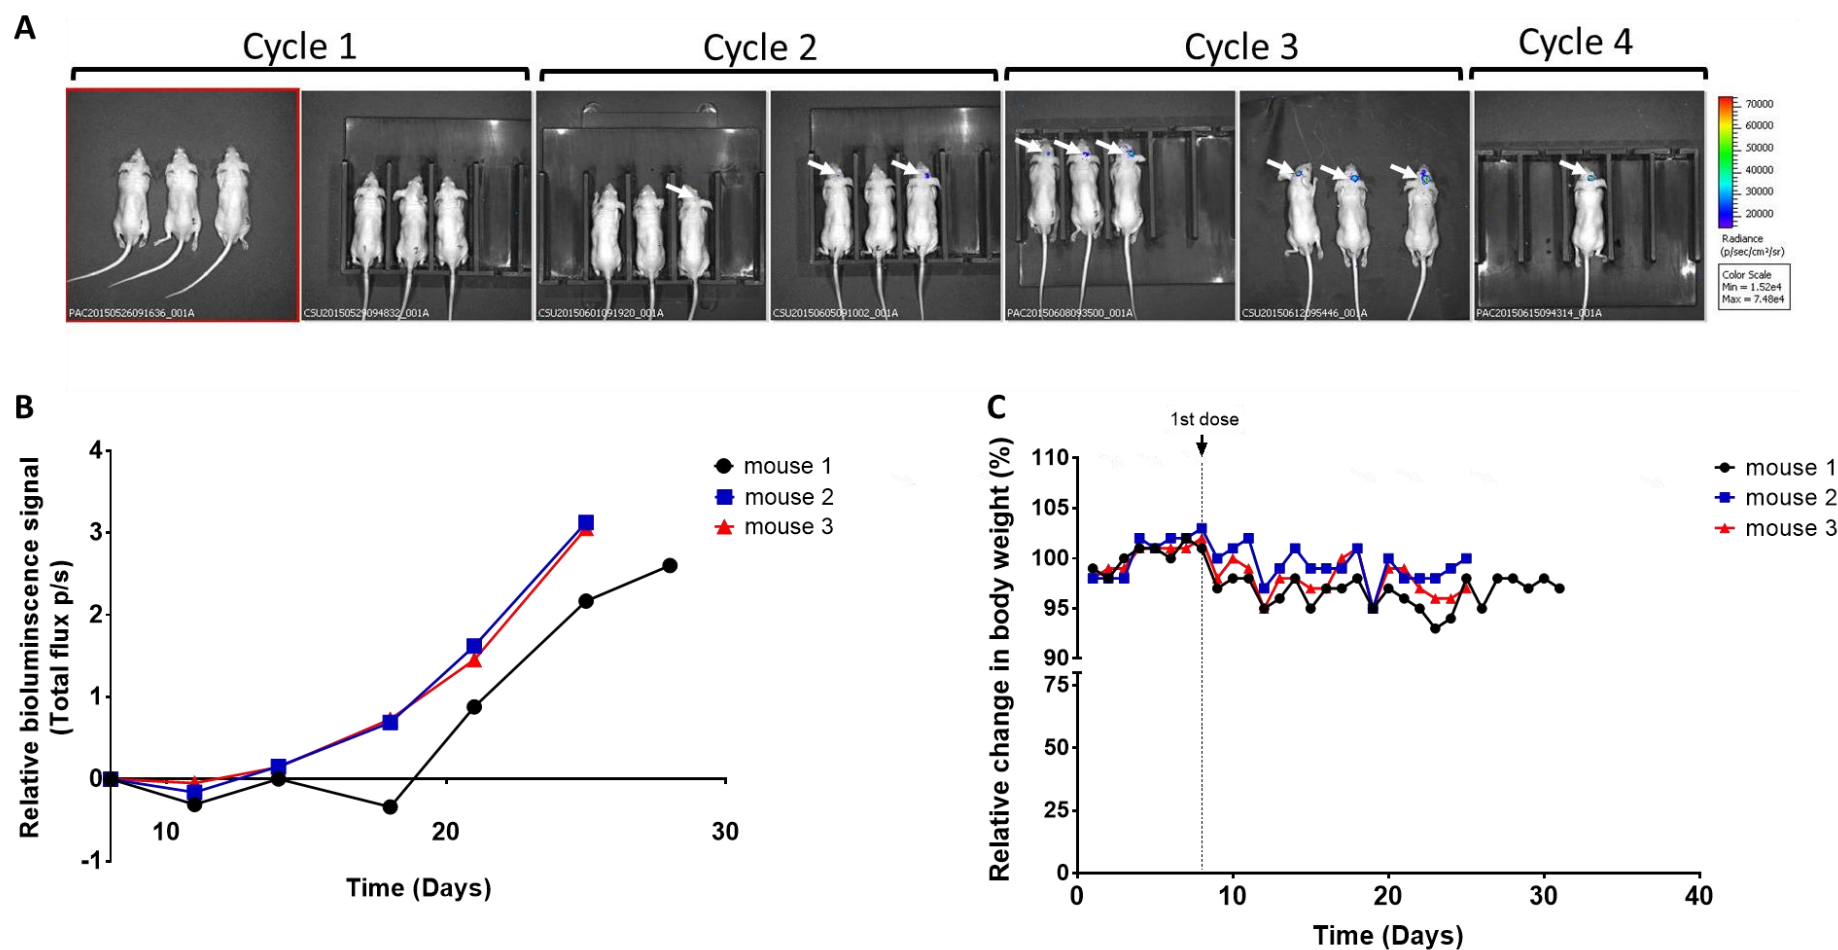 A
Cycle 1
Cycle 2
Cycle 3
Cycle 4
PAC20150526091636_001A
CSU20150529094832_001A
CSU20150601091920_001A
CSU20150605091002_001A
PAC20150608093500_001A
CSU20150612095446_001A
PAC20150615094314_001A
70000
60000
50000
40000
30000
20000
Radiance
(p/sec/cm²/sr)
Color Scale
Min = 1.52e4
Max = 7.48e4
B
Relative bioluminscence signal
(Total flux p/s)
4
3
2
1
0
-1
10
20
30
Time (Days)
mouse 1
mouse 2
mouse 3
C
1st dose
Relative change in body weight (%)
110
105
100
95
90
75
50
25
0
0
10
20
30
40
Time (Days)
mouse 1
mouse 2
mouse 3